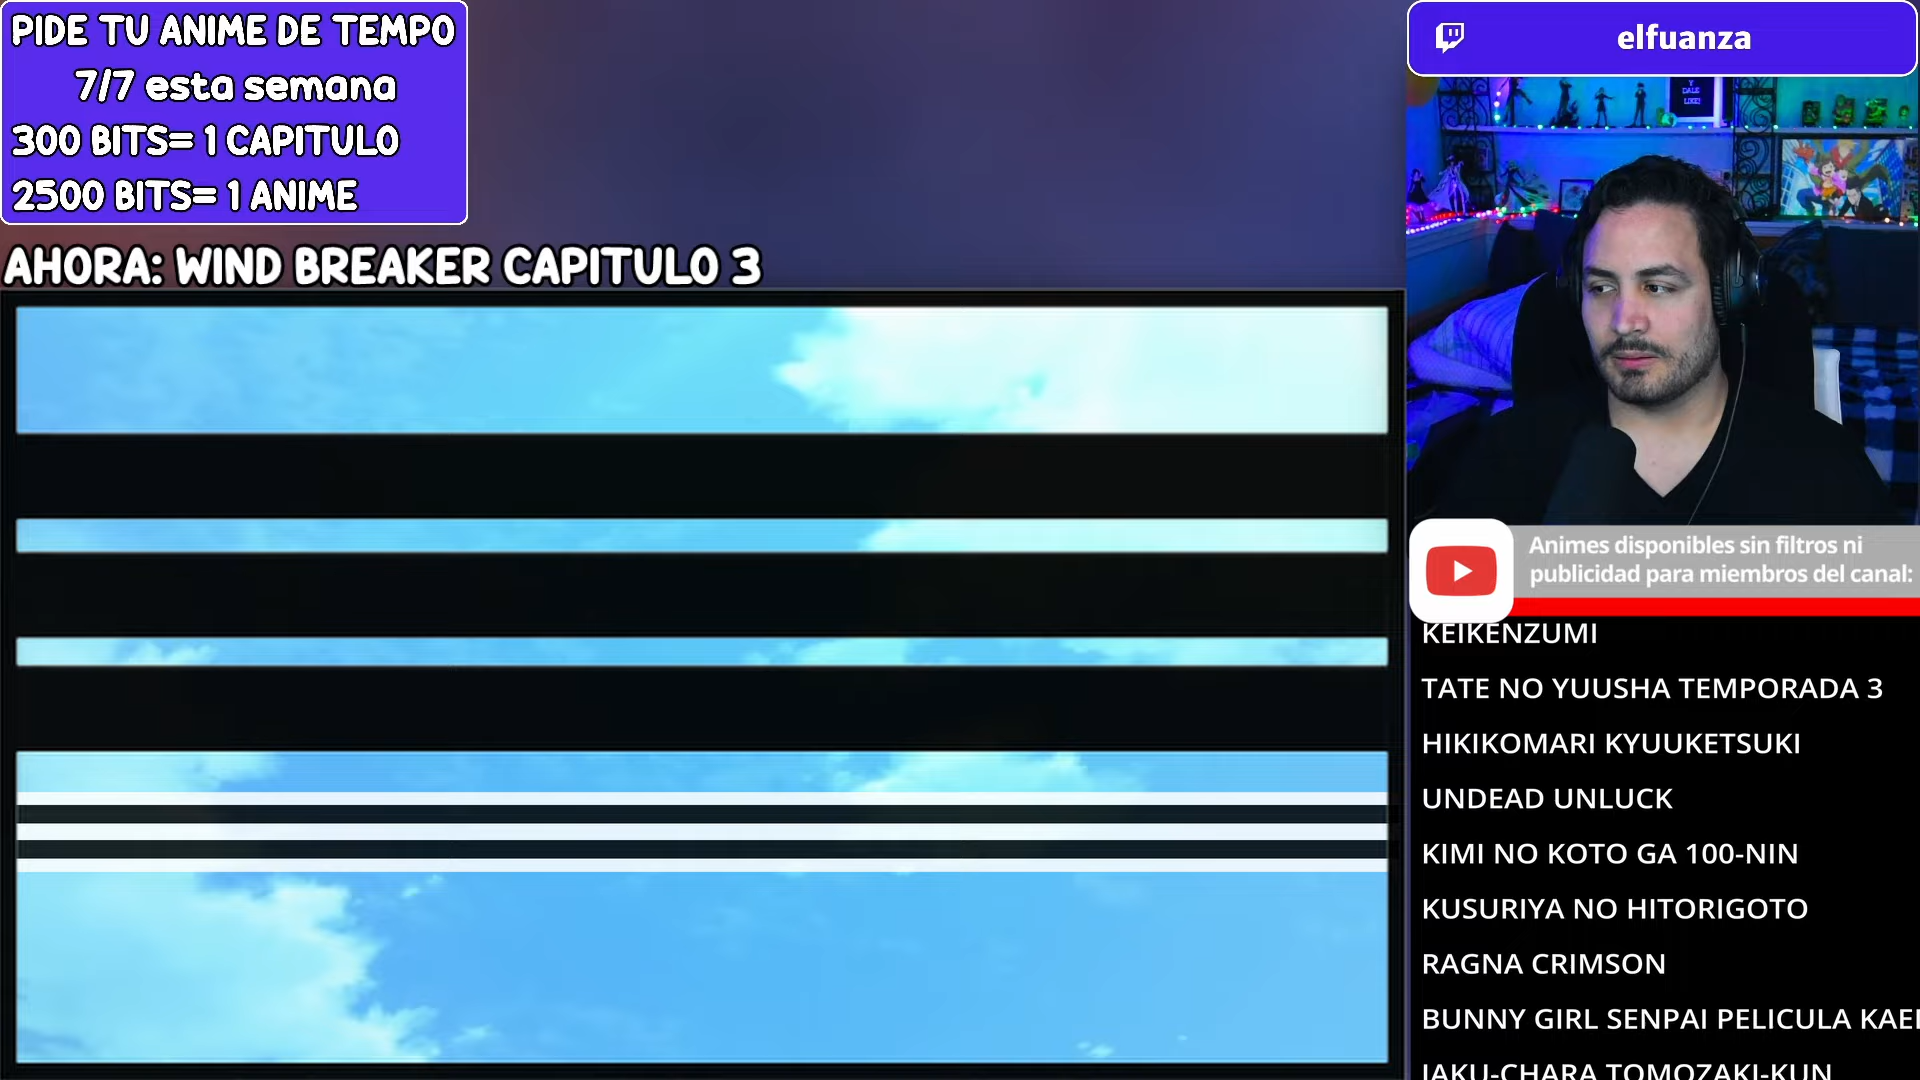 PIDE TU ANIME DE TEMPO
7/7 esta semana
300 BITS= 1 CAPITULO
2500 BITS= 1 ANIME
AHORA: WIND BREAKER CAPITULO 3
elfuanza
Y
DALE
LIKE!
Animes disponibles sin filtros ni
publicidad para miembros del canal:
KEIKENZUMI
TATE NO YUUSHA TEMPORADA 3
HIKIKOMARI KYUUKETSUKI
UNDEAD UNLUCK
KIMI NO KOTO GA 100-NIN
KUSURIYA NO HITORIGOTO
RAGNA CRIMSON
BUNNY GIRL SENPAI PELICULA KAE
JAKU-CHARA TOMOZAKI-KUN